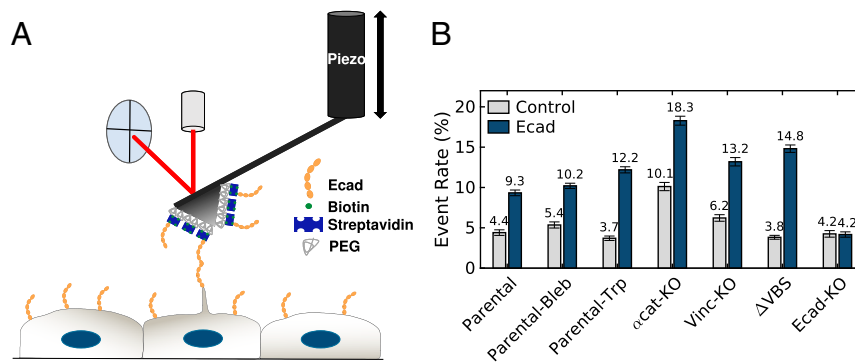 A
Piezo
Ecad
Biotin
Streptavidin
PEG
B
Event Rate (%)
20
15
10
5
0
Control
Ecad
4.4
9.3
5.4
10.2
3.7
12.2
10.1
18.3
6.2
13.2
3.8
14.8
4.2
4.2
Parental
Parental-Bleb
Parental-Trp
αcat-KO
Vinc-KO
ΔVBS
Ecad-KO